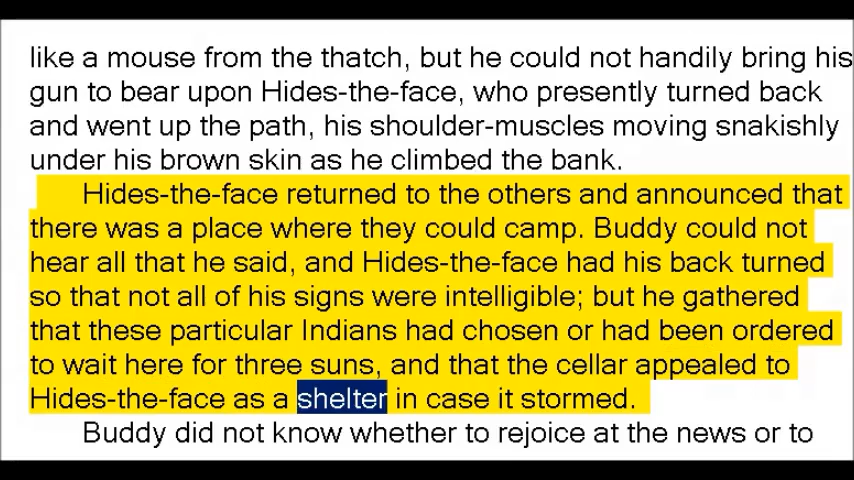 like a mouse from the thatch, but he could not handily bring his
gun to bear upon Hides-the-face, who presently turned back
and went up the path, his shoulder-muscles moving snakishly
under his brown skin as he climbed the bank.
Hides-the-face returned to the others and announced that
there was a place where they could camp. Buddy could not
hear all that he said, and Hides-the-face had his back turned
so that not all of his signs were intelligible; but he gathered
that these particular Indians had chosen or had been ordered
to wait here for three suns, and that the cellar appealed to
Hides-the-face as a shelter in case it stormed.
Buddy did not know whether to rejoice at the news or to